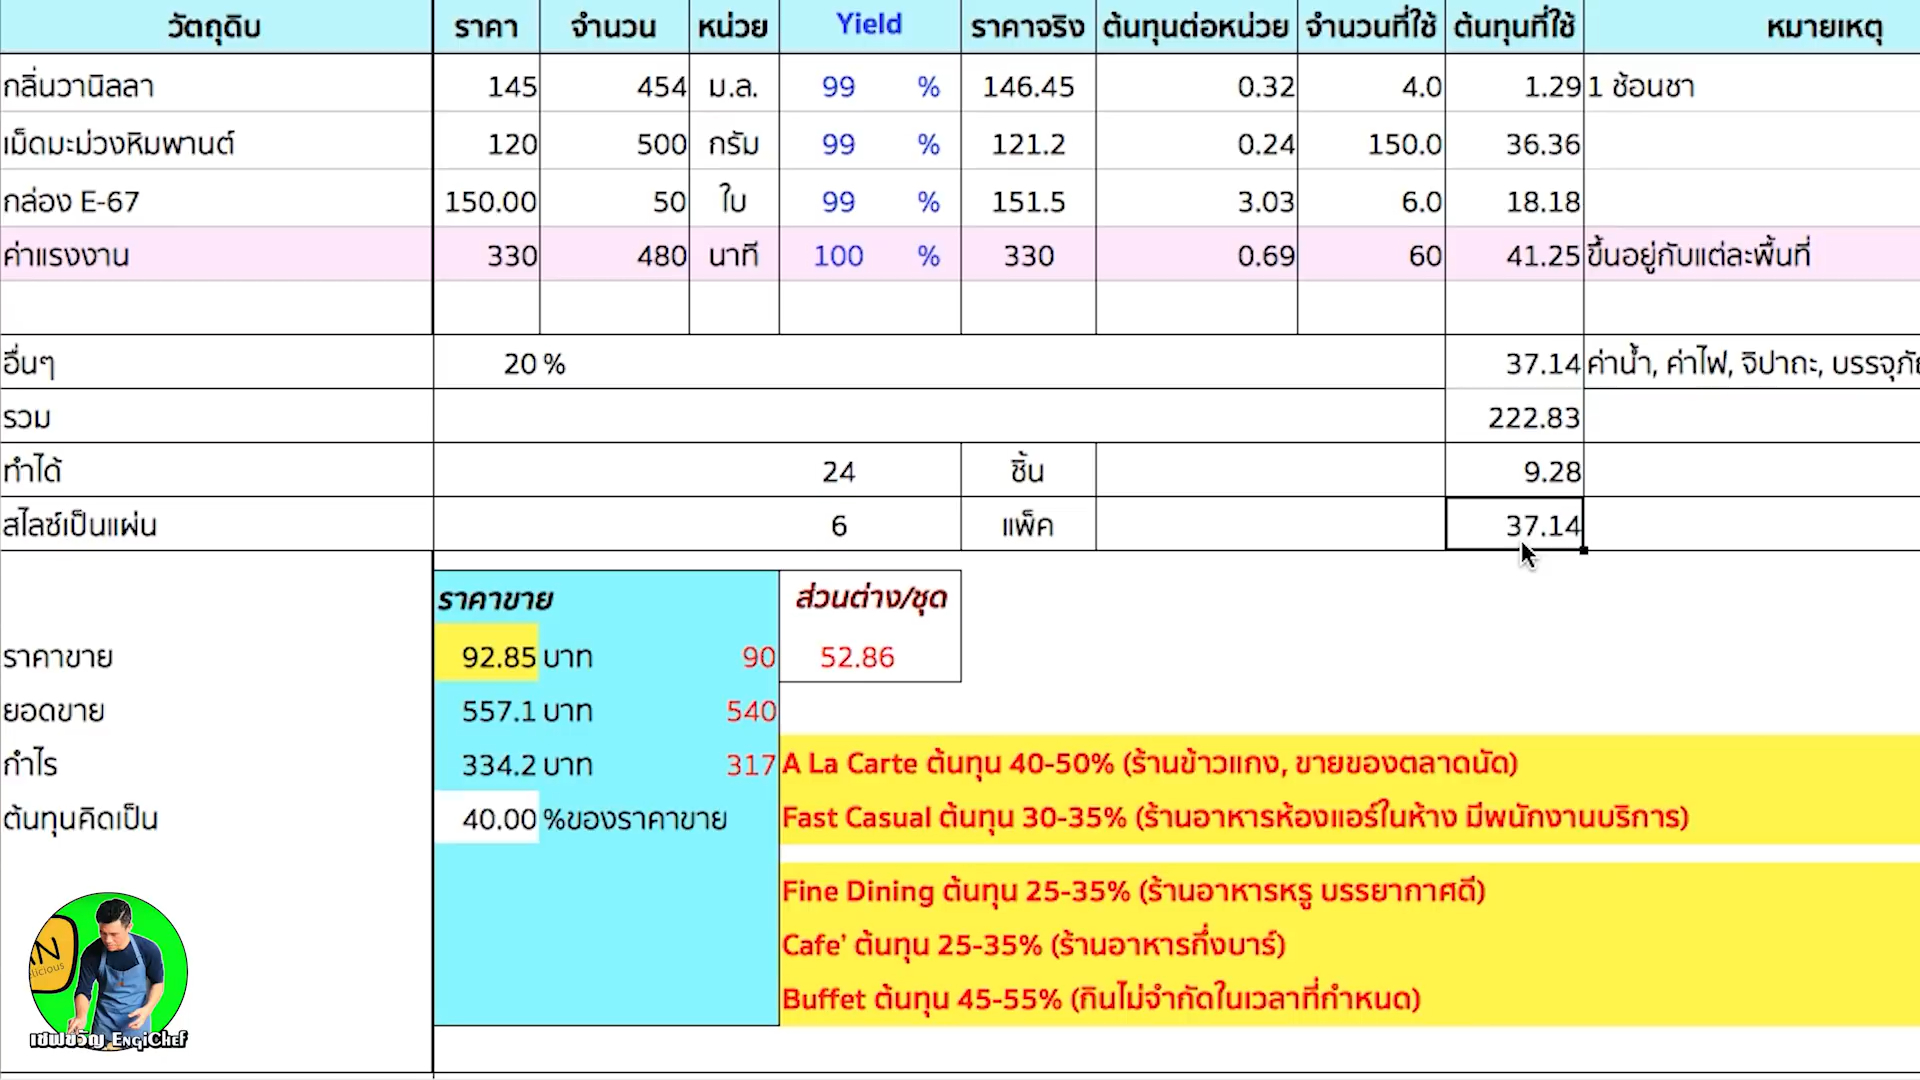 วัตถุดิบ ราคา จำนวน หน่วย Yield ราคาจริง ต้นทุนต่อหน่วย จำนวนที่ใช้ ต้นทุนที่ใช้ หมายเหตุ
กลิ่นวานิลลา 145 454 ม.ล. 99 % 146.45 0.32 4.0 1.29 1 ช้อนชา
เม็ดมะม่วงหิมพานต์ 120 500 กรัม 99 % 121.2 0.24 150.0 36.36
กล่อง E-67 150.00 50 ใบ 99 % 151.5 3.03 6.0 18.18
ค่าแรงงาน 330 480 นาที 100 % 330 0.69 60 41.25 ขึ้นอยู่กับแต่ละพื้นที่
อื่นๆ 20 % 37.14 ค่าน้ำ, ค่าไฟ, จิปาถะ,
รวม 222.83
ทำได้ 24 ชิ้น 9.28
สไลซ์เป็นแผ่น 6 แพ็ค 37.14
ราคาขาย ส่วนต่าง/ชุด
ราคาขาย 92.85 บาท 90 52.86
ยอดขาย 557.1 บาท 540
กำไร 334.2 บาท 317 A La Carte ต้นทุน 40-50% (ร้านข้าวแกง, ขายของตลาดนัด)
ต้นทุนคิดเป็น 40.00 %ของราคาขาย Fast Casual ต้นทุน 30-35% (ร้านอาหารห้องแอร์ในห้าง มีพนักงานบริการ)
Fine Dining ต้นทุน 25-35% (ร้านอาหารหรู บรรยากาศดี)
Cafe' ต้นทุน 25-35% (ร้านอาหารกึ่งบาร์)
Buffet ต้นทุน 45-55% (กินไม่จำกัดในเวลาที่กำหนด)
เชฟขวัญ EngiChef